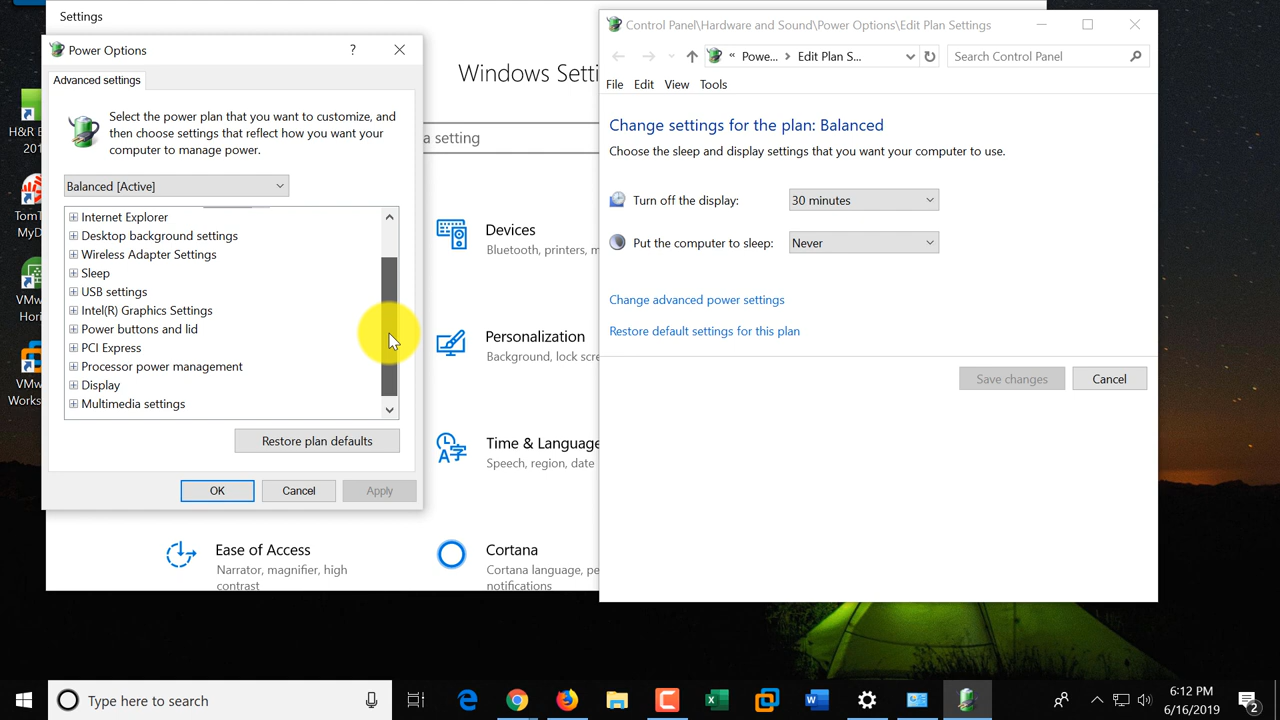 Settings
Windows Setti
a setting
Devices
Bluetooth, printers, m
Personalization
Background, lock scre
Time & Language
Speech, region, date
Ease of Access
Narrator, magnifier, high
contrast
Cortana
Cortana language, pe
notifications
Power Options
?
Advanced settings
Select the power plan that you want to customize, and
then choose settings that reflect how you want your
computer to manage power.
Balanced [Active]
Internet Explorer
Desktop background settings
Wireless Adapter Settings
Sleep
USB settings
Intel(R) Graphics Settings
Power buttons and lid
PCI Express
Processor power management
Display
Multimedia settings
Restore plan defaults
OK
Cancel
Apply
Control Panel\Hardware and Sound\Power Options\Edit Plan Settings
« Powe... > Edit Plan S...
Search Control Panel
File Edit View Tools
Change settings for the plan: Balanced
Choose the sleep and display settings that you want your computer to use.
Turn off the display: 30 minutes
Put the computer to sleep: Never
Change advanced power settings
Restore default settings for this plan
Save changes
Cancel
H&R B
20
TomT
MyD
VMw
Hori
VMw
Works
Type here to search
6:12 PM
6/16/2019
2